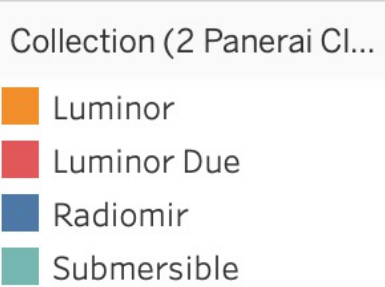 Collection (2 Panerai Cl...
Luminor
Luminor Due
Radiomir
Submersible